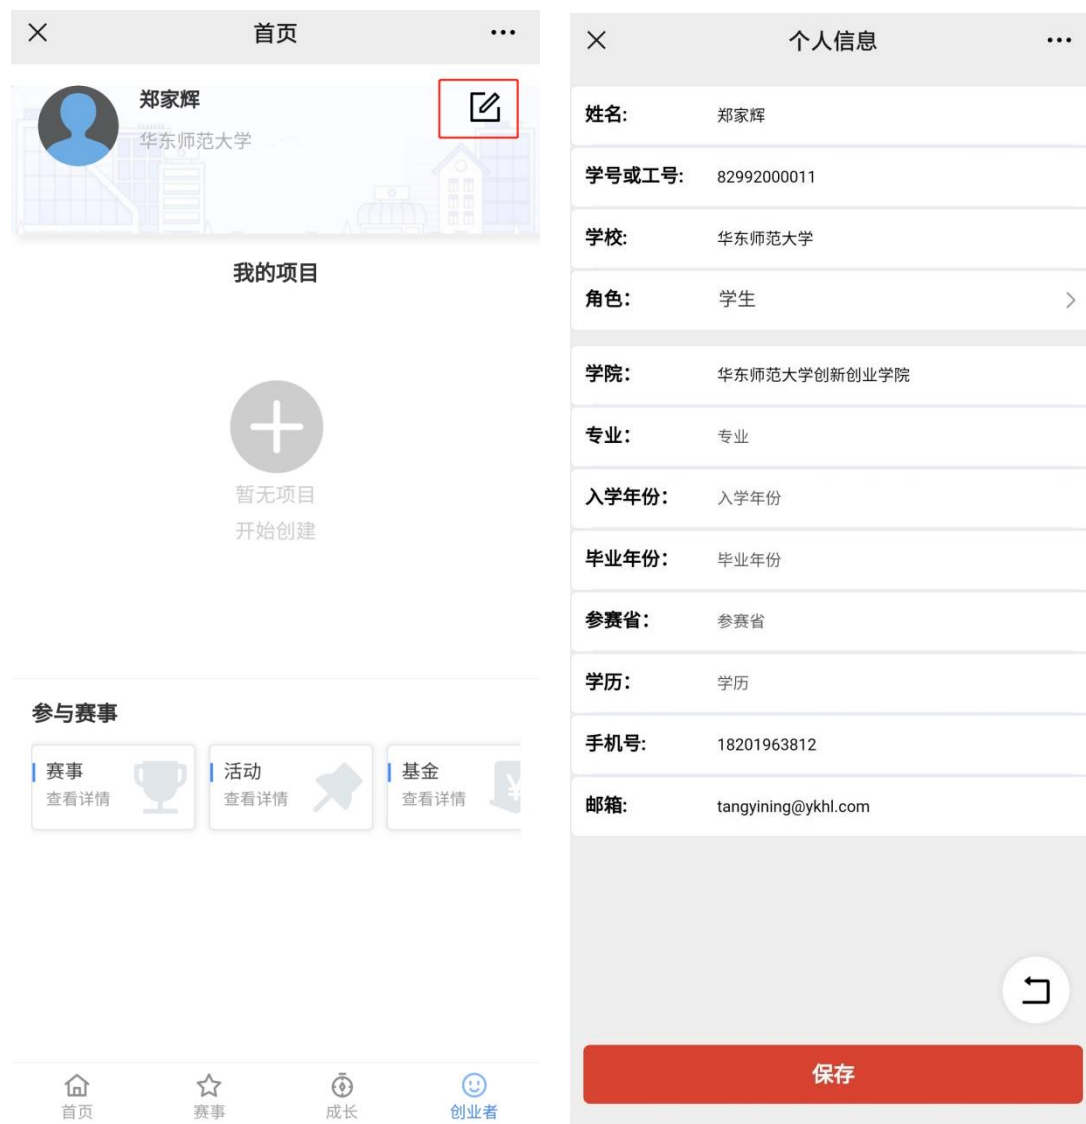 首页
郑家辉
华东师范大学
我的项目
暂无项目
开始创建
参与赛事
赛事
查看详情
活动
查看详情
基金
查看详情
首页
赛事
成长
创业者
个人信息
姓名: 郑家辉
学号或工号: 82992000011
学校: 华东师范大学
角色: 学生
学院: 华东师范大学创新创业学院
专业: 专业
入学年份: 入学年份
毕业年份: 毕业年份
参赛省: 参赛省
学历: 学历
手机号: 18201963812
邮箱: tangyining@ykhl.com
保存